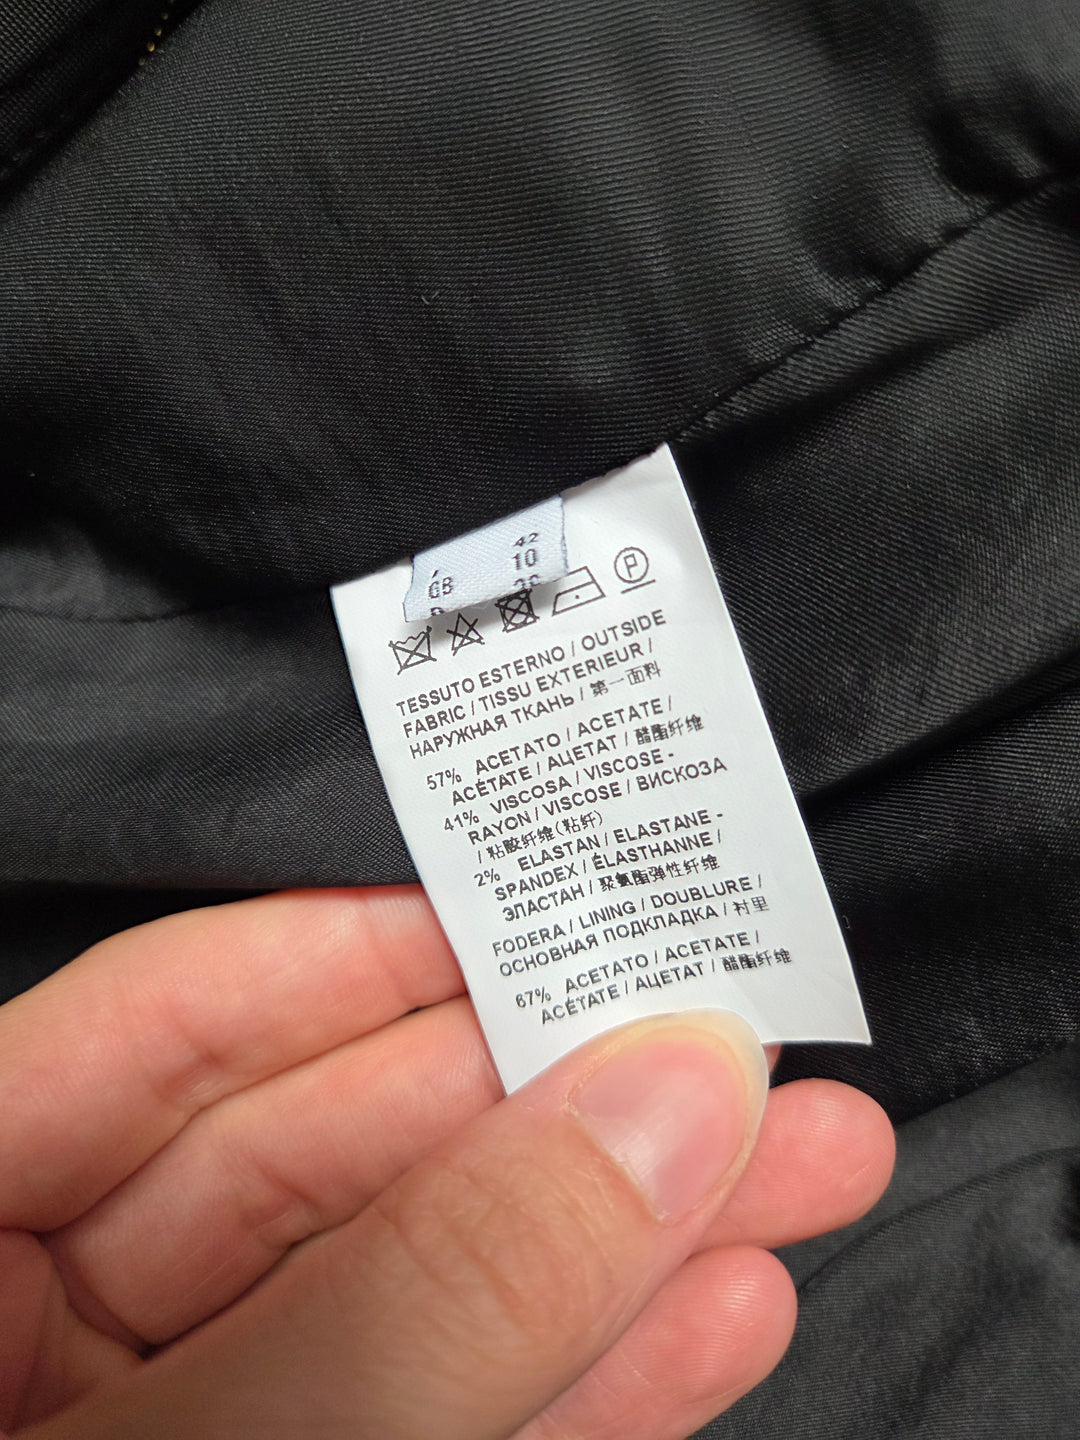 42
GB 10
P
TESSUTO ESTERNO / OUTSIDE
FABRIC / TISSU EXTERIEUR /
НАРУЖНАЯ ТКАНЬ / 第一面料
57% ACETATO / ACETATE /
ACÉTATE / АЦЕТАТ / 醋酯纤维
41% VISCOSA / VISCOSE -
RAYON / VISCOSE / ВИСКОЗА
/ 粘胶纤维(粘纤)
2% ELASTAN / ELASTANE -
SPANDEX / ÉLASTHANNE /
ЭЛАСТАН / 聚氨酯弹性纤维
FODERA / LINING / DOUBLURE /
ОСНОВНАЯ ПОДКЛАДКА / 衬里
67% ACETATO / ACETATE /
ACÉTATE / АЦЕТАТ / 醋酯纤维